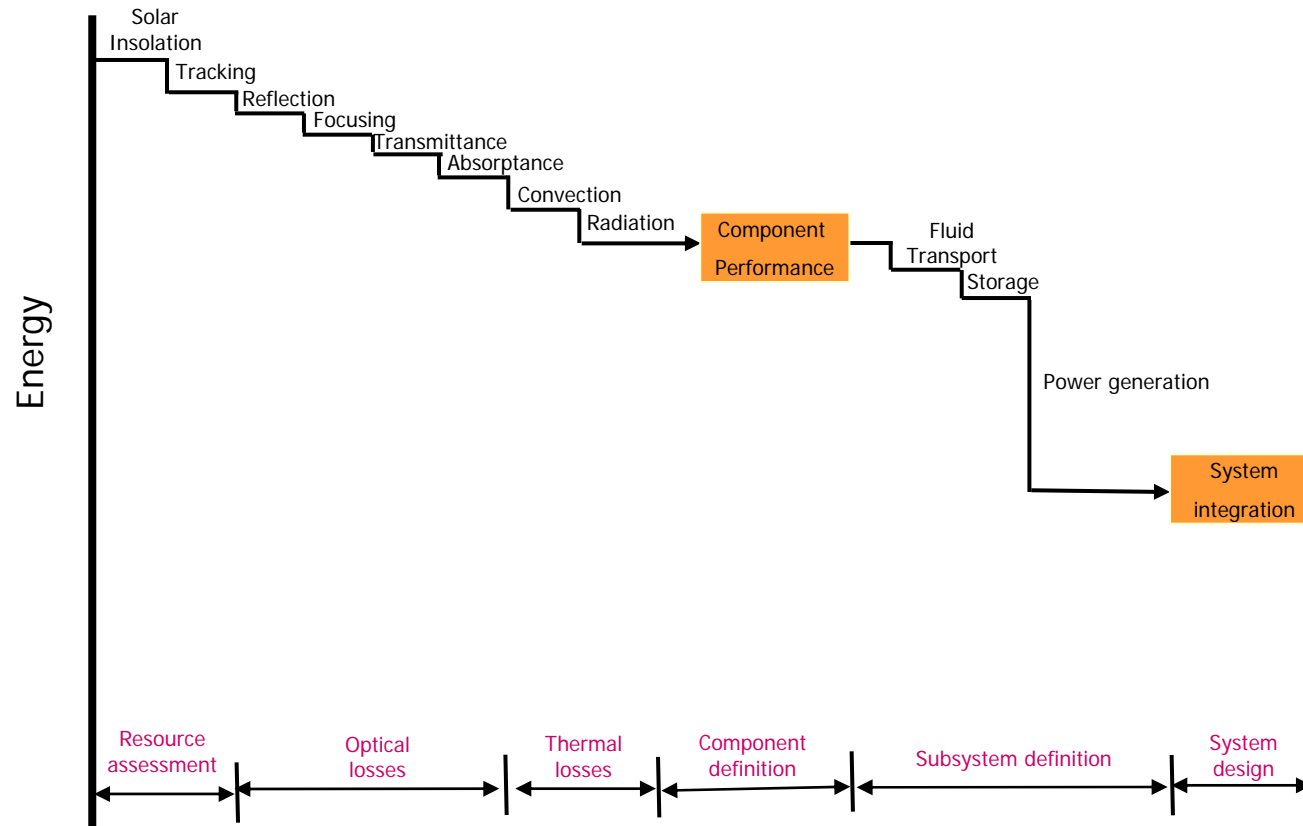 Solar
Insolation
Tracking
Reflection
Focusing
Transmittance
Absorptance
Convection
Radiation
Component
Performance
Fluid
Transport
Storage
Power generation
System
integration
Energy
Resource
assessment
Optical
losses
Thermal
losses
Component
definition
Subsystem definition
System
design